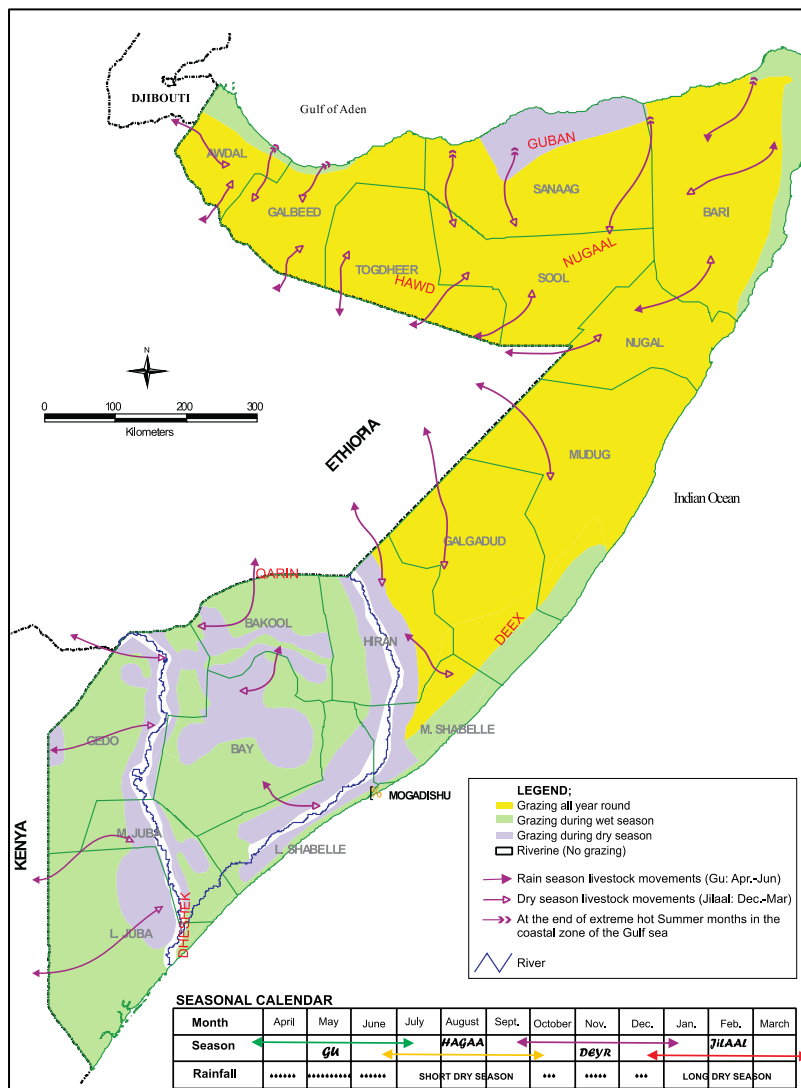 DJIBOUTI
Gulf of Aden
AWDAL
GUBAN
SANAAG
GALBEED
BARI
NUGAAL
TOGDHEER
HAWD
SOOL
NUGAL
N
0 100 200 300
Kilometers
ETHIOPIA
MUDUG
Indian Ocean
GALGADUD
QARIN
BAKOOL
HIRAN
DEEX
GEDO
BAY
M. SHABELLE
MOGADISHU
KENYA
M. JUBA
L. SHABELLE
L. JUBA
DHESHEK
LEGEND;
Grazing all year round
Grazing during wet season
Grazing during dry season
Riverine (No grazing)
Rain season livestock movements (Gu: Apr.-Jun)
Dry season livestock movements (Jilaal: Dec.-Mar)
At the end of extreme hot Summer months in the
coastal zone of the Gulf sea
River
SEASONAL CALENDAR
Month April May June July August Sept. October Nov. Dec. Jan. Feb. March
Season GU HAGAA DEYR JiLAAL
Rainfall SHORT DRY SEASON LONG DRY SEASON